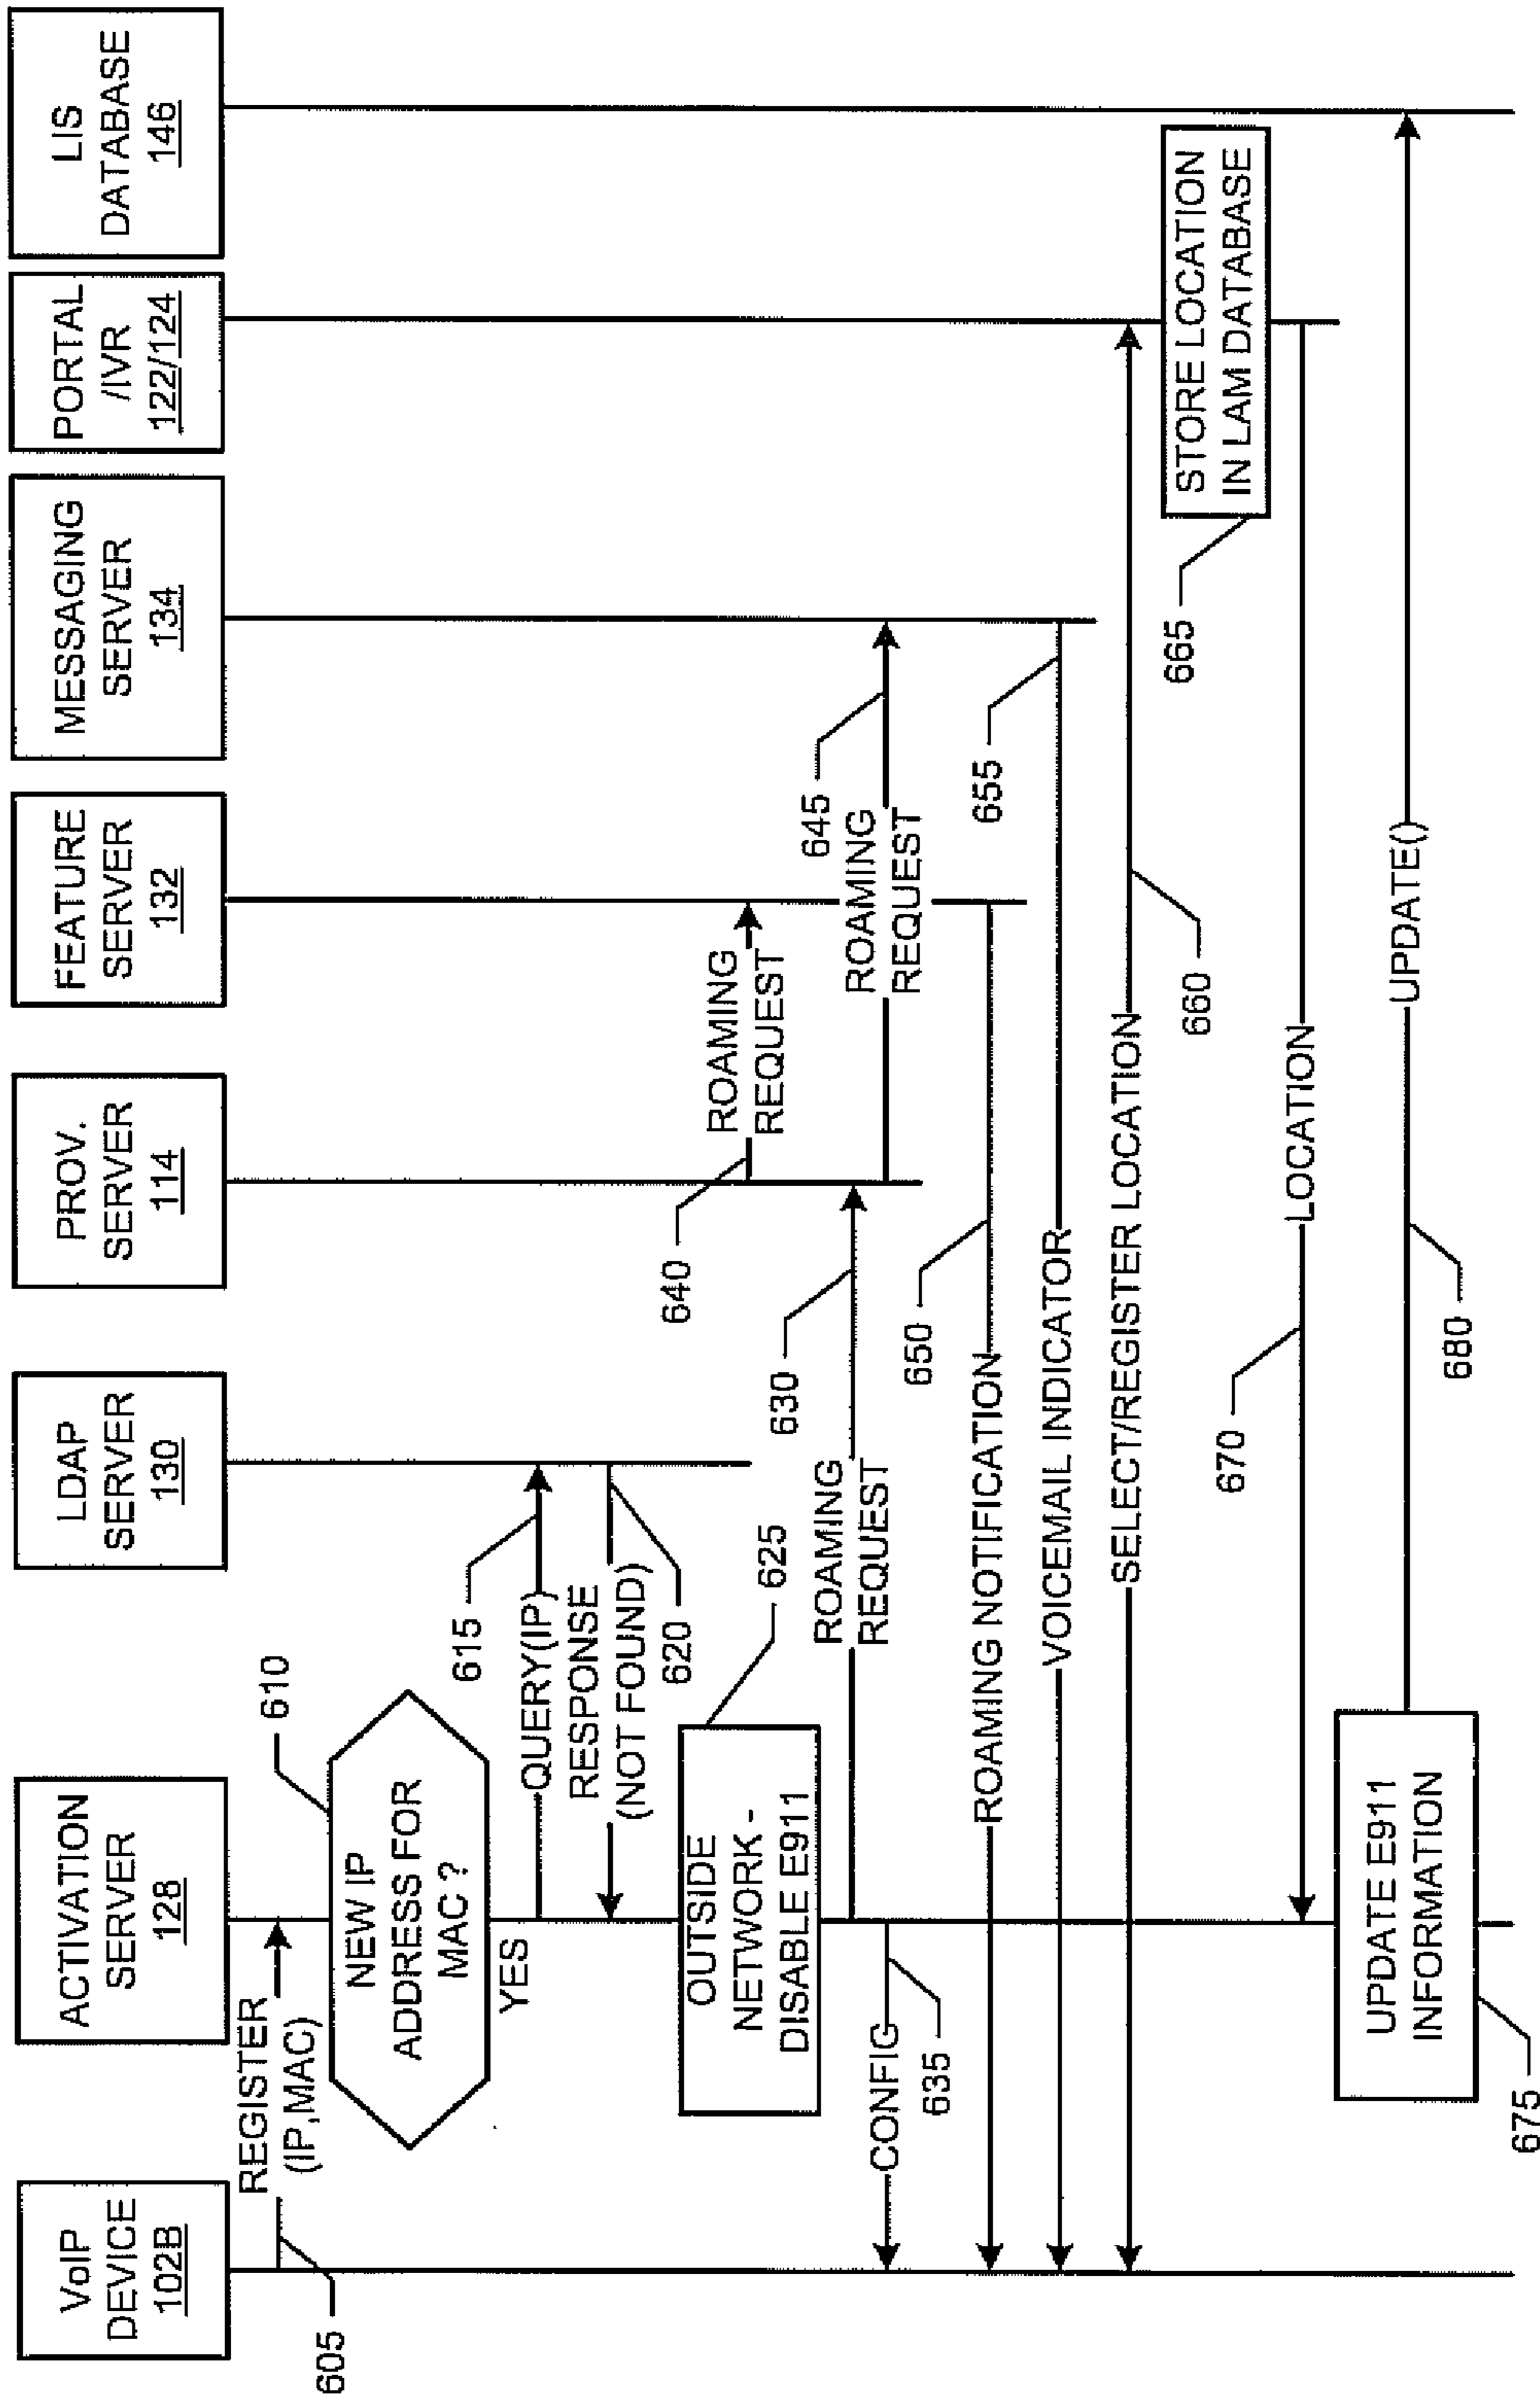 VoIP
DEVICE
102B
ACTIVATION
SERVER
128
LDAP
SERVER
130
PROV.
SERVER
114
FEATURE
SERVER
132
MESSAGING
SERVER
134
PORTAL
/IVR
122/124
LIS
DATABASE
146
605
REGISTER
(IP,MAC)
610
NEW IP
ADDRESS FOR
MAC ?
YES
615
QUERY(IP)
RESPONSE
(NOT FOUND)
620
625
OUTSIDE
NETWORK -
DISABLE E911
640
ROAMING
REQUEST
630
ROAMING
REQUEST
645
ROAMING
REQUEST
CONFIG
635
650
ROAMING NOTIFICATION
655
VOICEMAIL INDICATOR
SELECT/REGISTER LOCATION
660
665
STORE LOCATION
IN LAM DATABASE
670
LOCATION
UPDATE E911
INFORMATION
675
680
UPDATE()